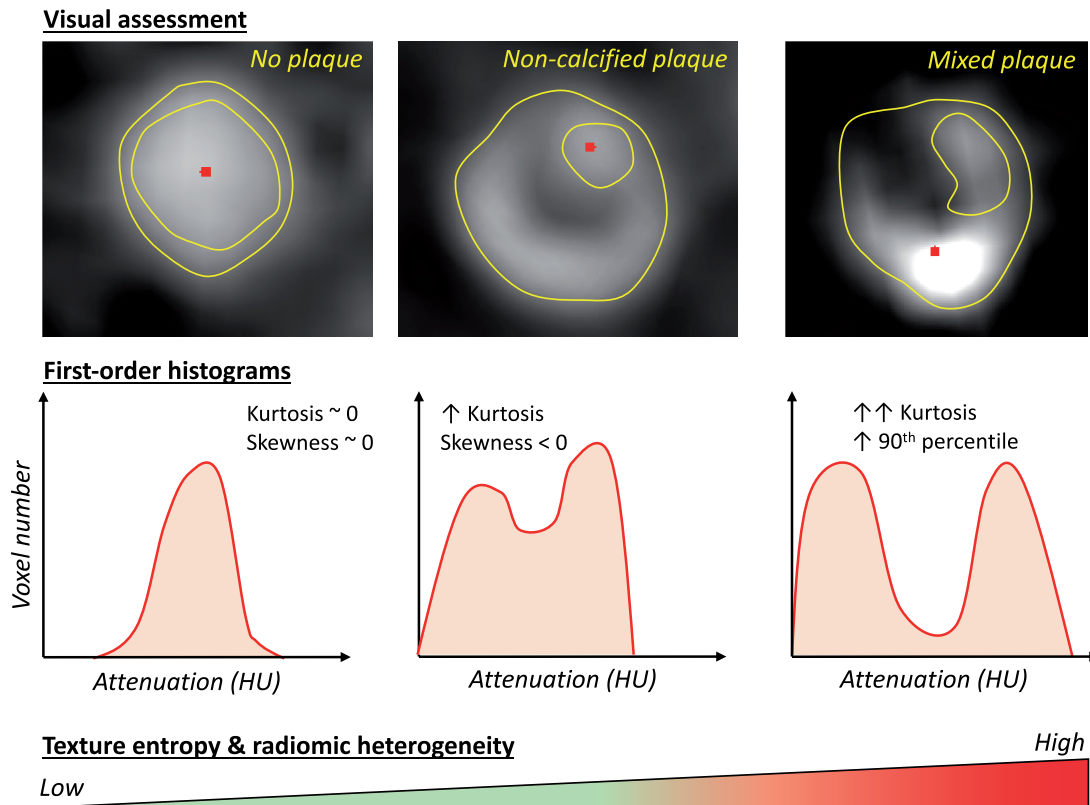 Visual assessment
No plaque
Non-calcified plaque
Mixed plaque
First-order histograms
Kurtosis ~ 0
Skewness ~ 0
↑ Kurtosis
Skewness < 0
↑↑ Kurtosis
↑ 90th percentile
Voxel number
Attenuation (HU)
Attenuation (HU)
Attenuation (HU)
Texture entropy & radiomic heterogeneity
Low
High